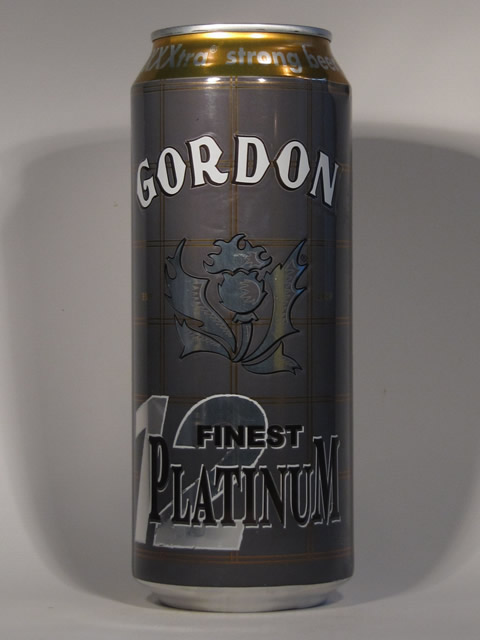 XXXtra strong beer
GORDON
12
FINEST
PLATINUM